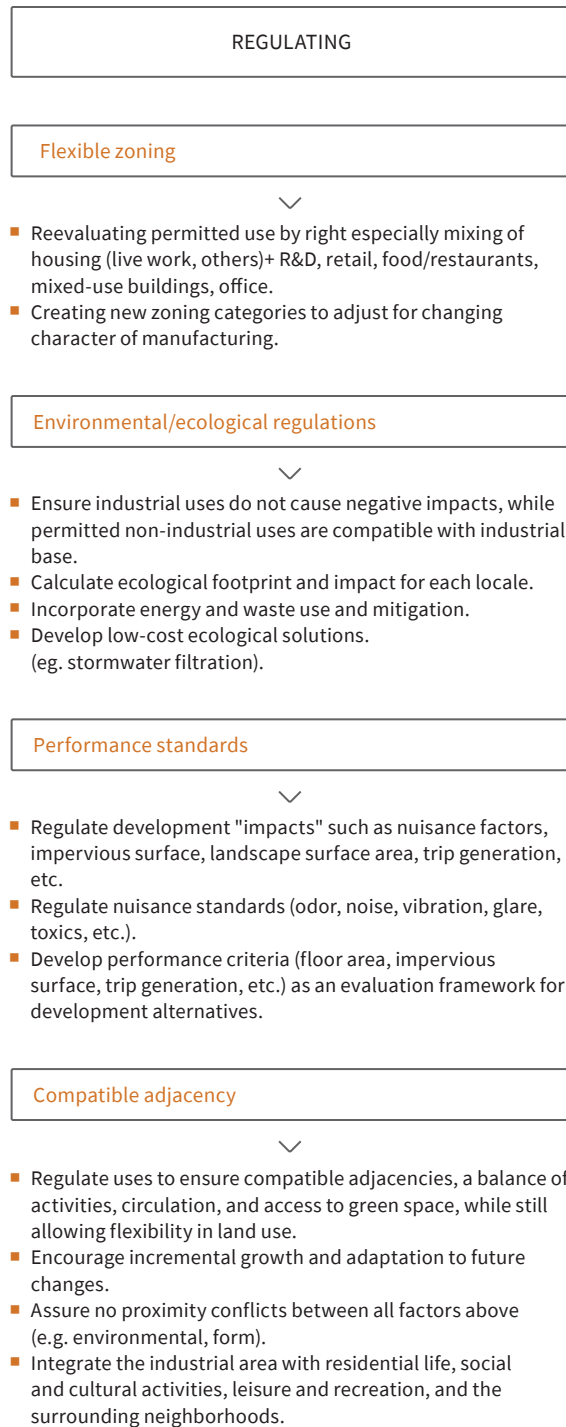 REGULATING
Flexible zoning
Reevaluating permitted use by right especially mixing of
housing (live work, others)+ R&D, retail, food/restaurants,
mixed-use buildings, office.
Creating new zoning categories to adjust for changing
character of manufacturing.
Environmental/ecological regulations
Ensure industrial uses do not cause negative impacts, while
permitted non-industrial uses are compatible with industrial
base.
Calculate ecological footprint and impact for each locale.
Incorporate energy and waste use and mitigation.
Develop low-cost ecological solutions.
(eg. stormwater filtration).
Performance standards
Regulate development "impacts" such as nuisance factors,
impervious surface, landscape surface area, trip generation,
etc.
Regulate nuisance standards (odor, noise, vibration, glare,
toxics, etc.).
Develop performance criteria (floor area, impervious
surface, trip generation, etc.) as an evaluation framework for
development alternatives.
Compatible adjacency
Regulate uses to ensure compatible adjacencies, a balance of
activities, circulation, and access to green space, while still
allowing flexibility in land use.
Encourage incremental growth and adaptation to future
changes.
Assure no proximity conflicts between all factors above
(e.g. environmental, form).
Integrate the industrial area with residential life, social
and cultural activities, leisure and recreation, and the
surrounding neighborhoods.